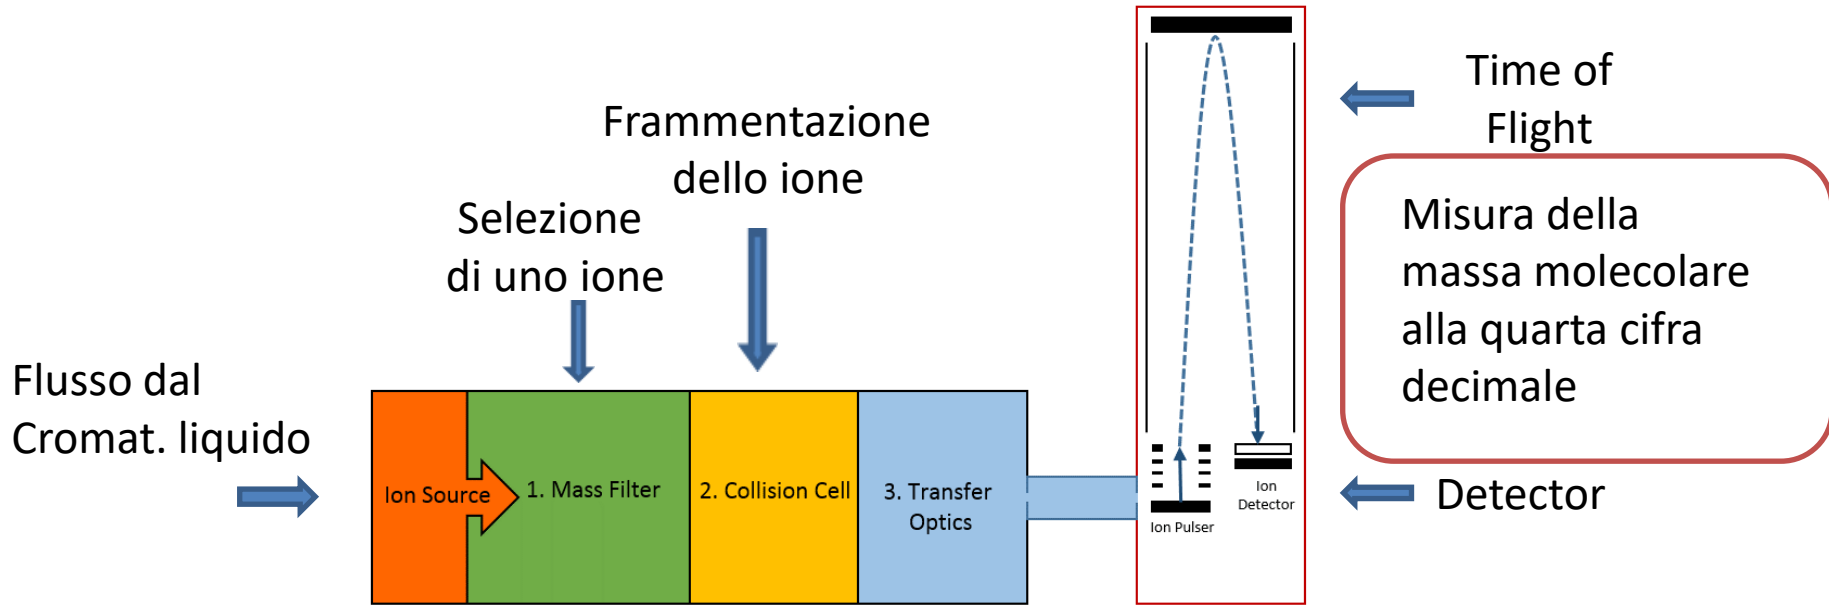 Flusso dal
Cromat. liquido
Selezione
di uno ione
Frammentazione
dello ione
Ion Source
1. Mass Filter
2. Collision Cell
3. Transfer
Optics
Ion Pulser
Ion
Detector
Time of
Flight
Misura della
massa molecolare
alla quarta cifra
decimale
Detector